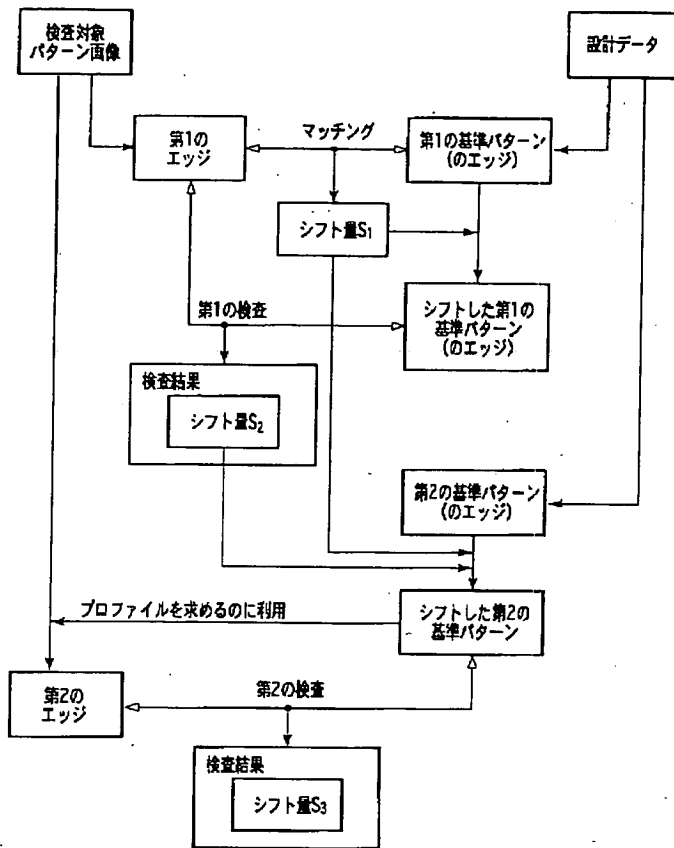 検査対象
パターン画像
設計データ
第1の
エッジ
マッチング
第1の基準パターン
(のエッジ)
シフト量S₁
第1の検査
シフトした第1の
基準パターン
(のエッジ)
検査結果
シフト量S₂
第2の基準パターン
(のエッジ)
プロファイルを求めるのに利用
シフトした第2の
基準パターン
第2の
エッジ
第2の検査
検査結果
シフト量S₃